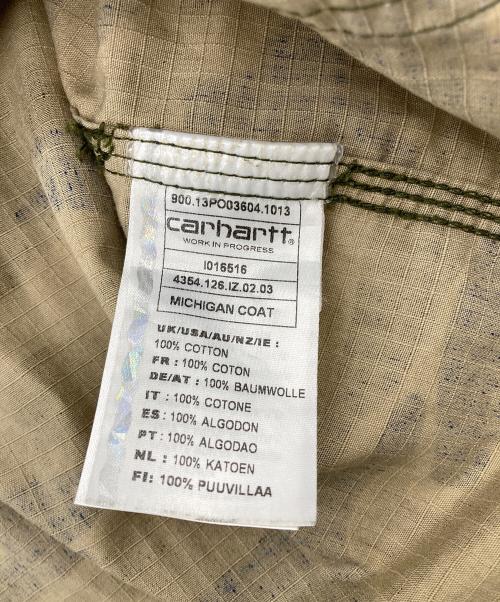 900.13PO03604.1013
carhartt®
WORK IN PROGRESS
I016516
4354.126.IZ.02.03
MICHIGAN COAT
UK/USA/AU/NZ/IE :
100% COTTON
FR : 100% COTON
DE/AT : 100% BAUMWOLLE
IT : 100% COTONE
ES : 100% ALGODON
PT : 100% ALGODAO
NL : 100% KATOEN
FI: 100% PUUVILLAA